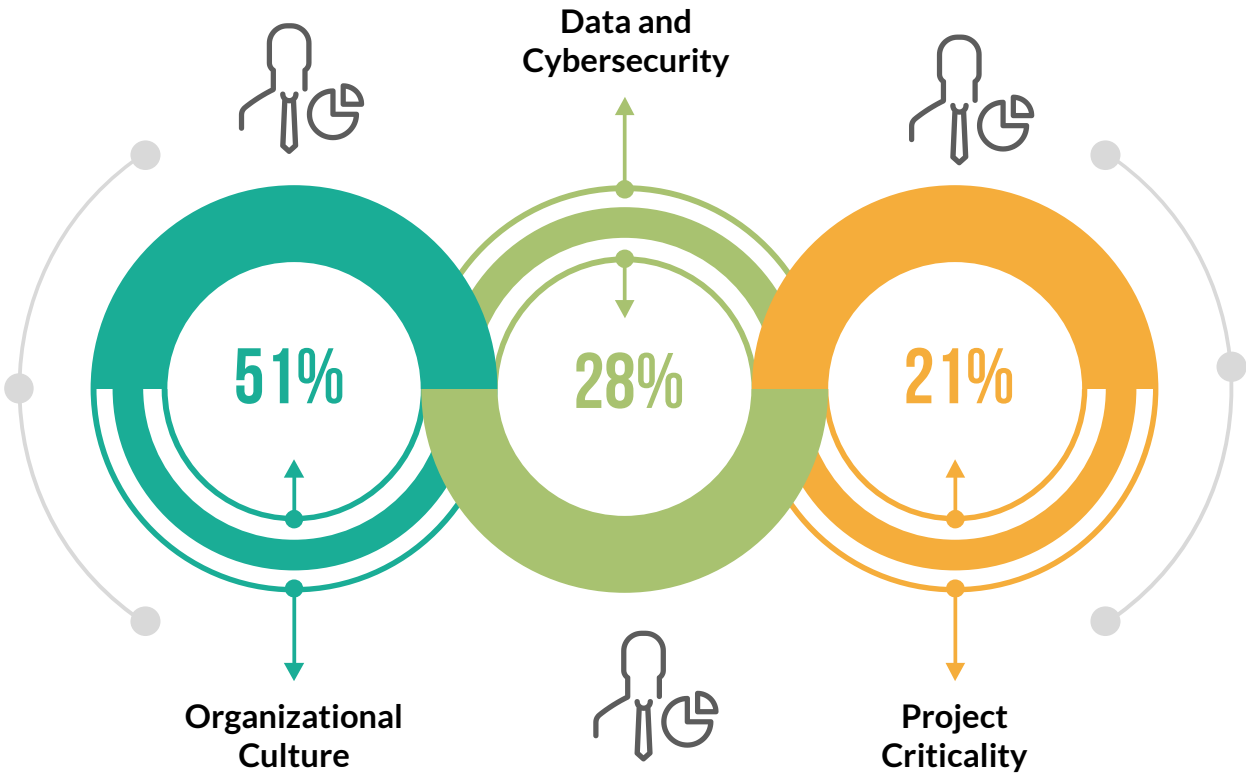 Data and
Cybersecurity
51%
28%
21%
Organizational
Culture
Project
Criticality